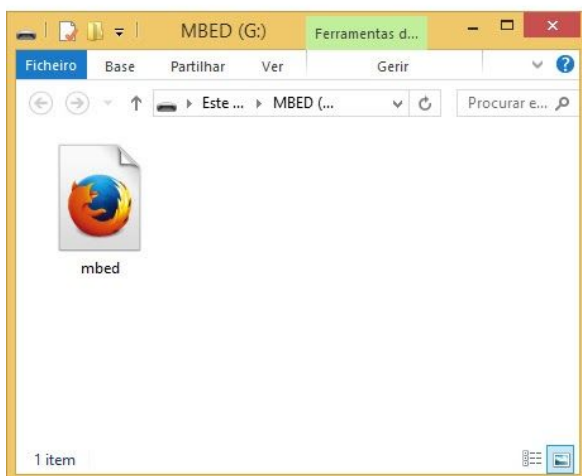 MBED (G:)
Ferramentas d...
Ficheiro Base Partilhar Ver Gerir
Este ... MBED (... Procurar e...
mbed
1 item